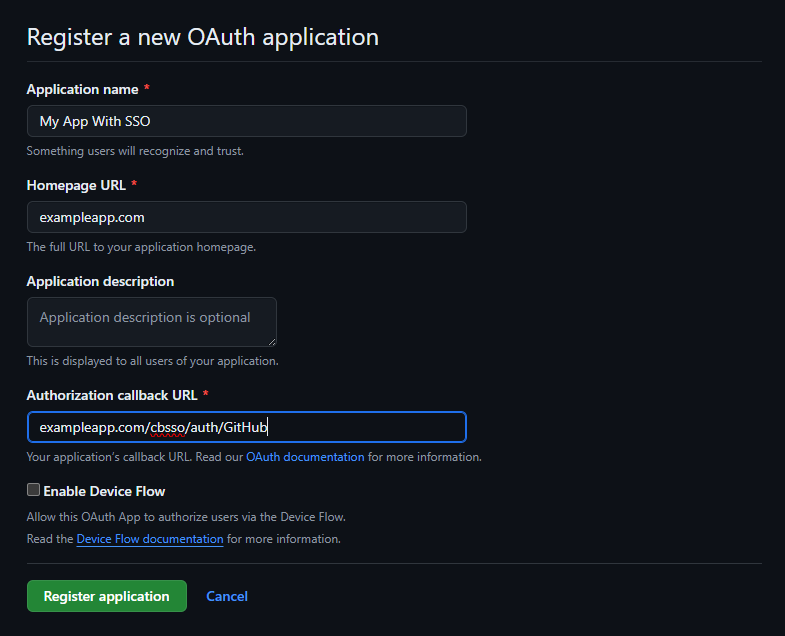 Register a new OAuth application
Application name *
My App With SSO
Something users will recognize and trust.
Homepage URL *
exampleapp.com
The full URL to your application homepage.
Application description
Application description is optional
This is displayed to all users of your application.
Authorization callback URL *
exampleapp.com/cbsso/auth/GitHub
Your application's callback URL. Read our OAuth documentation for more information.
Enable Device Flow
Allow this OAuth App to authorize users via the Device Flow.
Read the Device Flow documentation for more information.
Register application Cancel